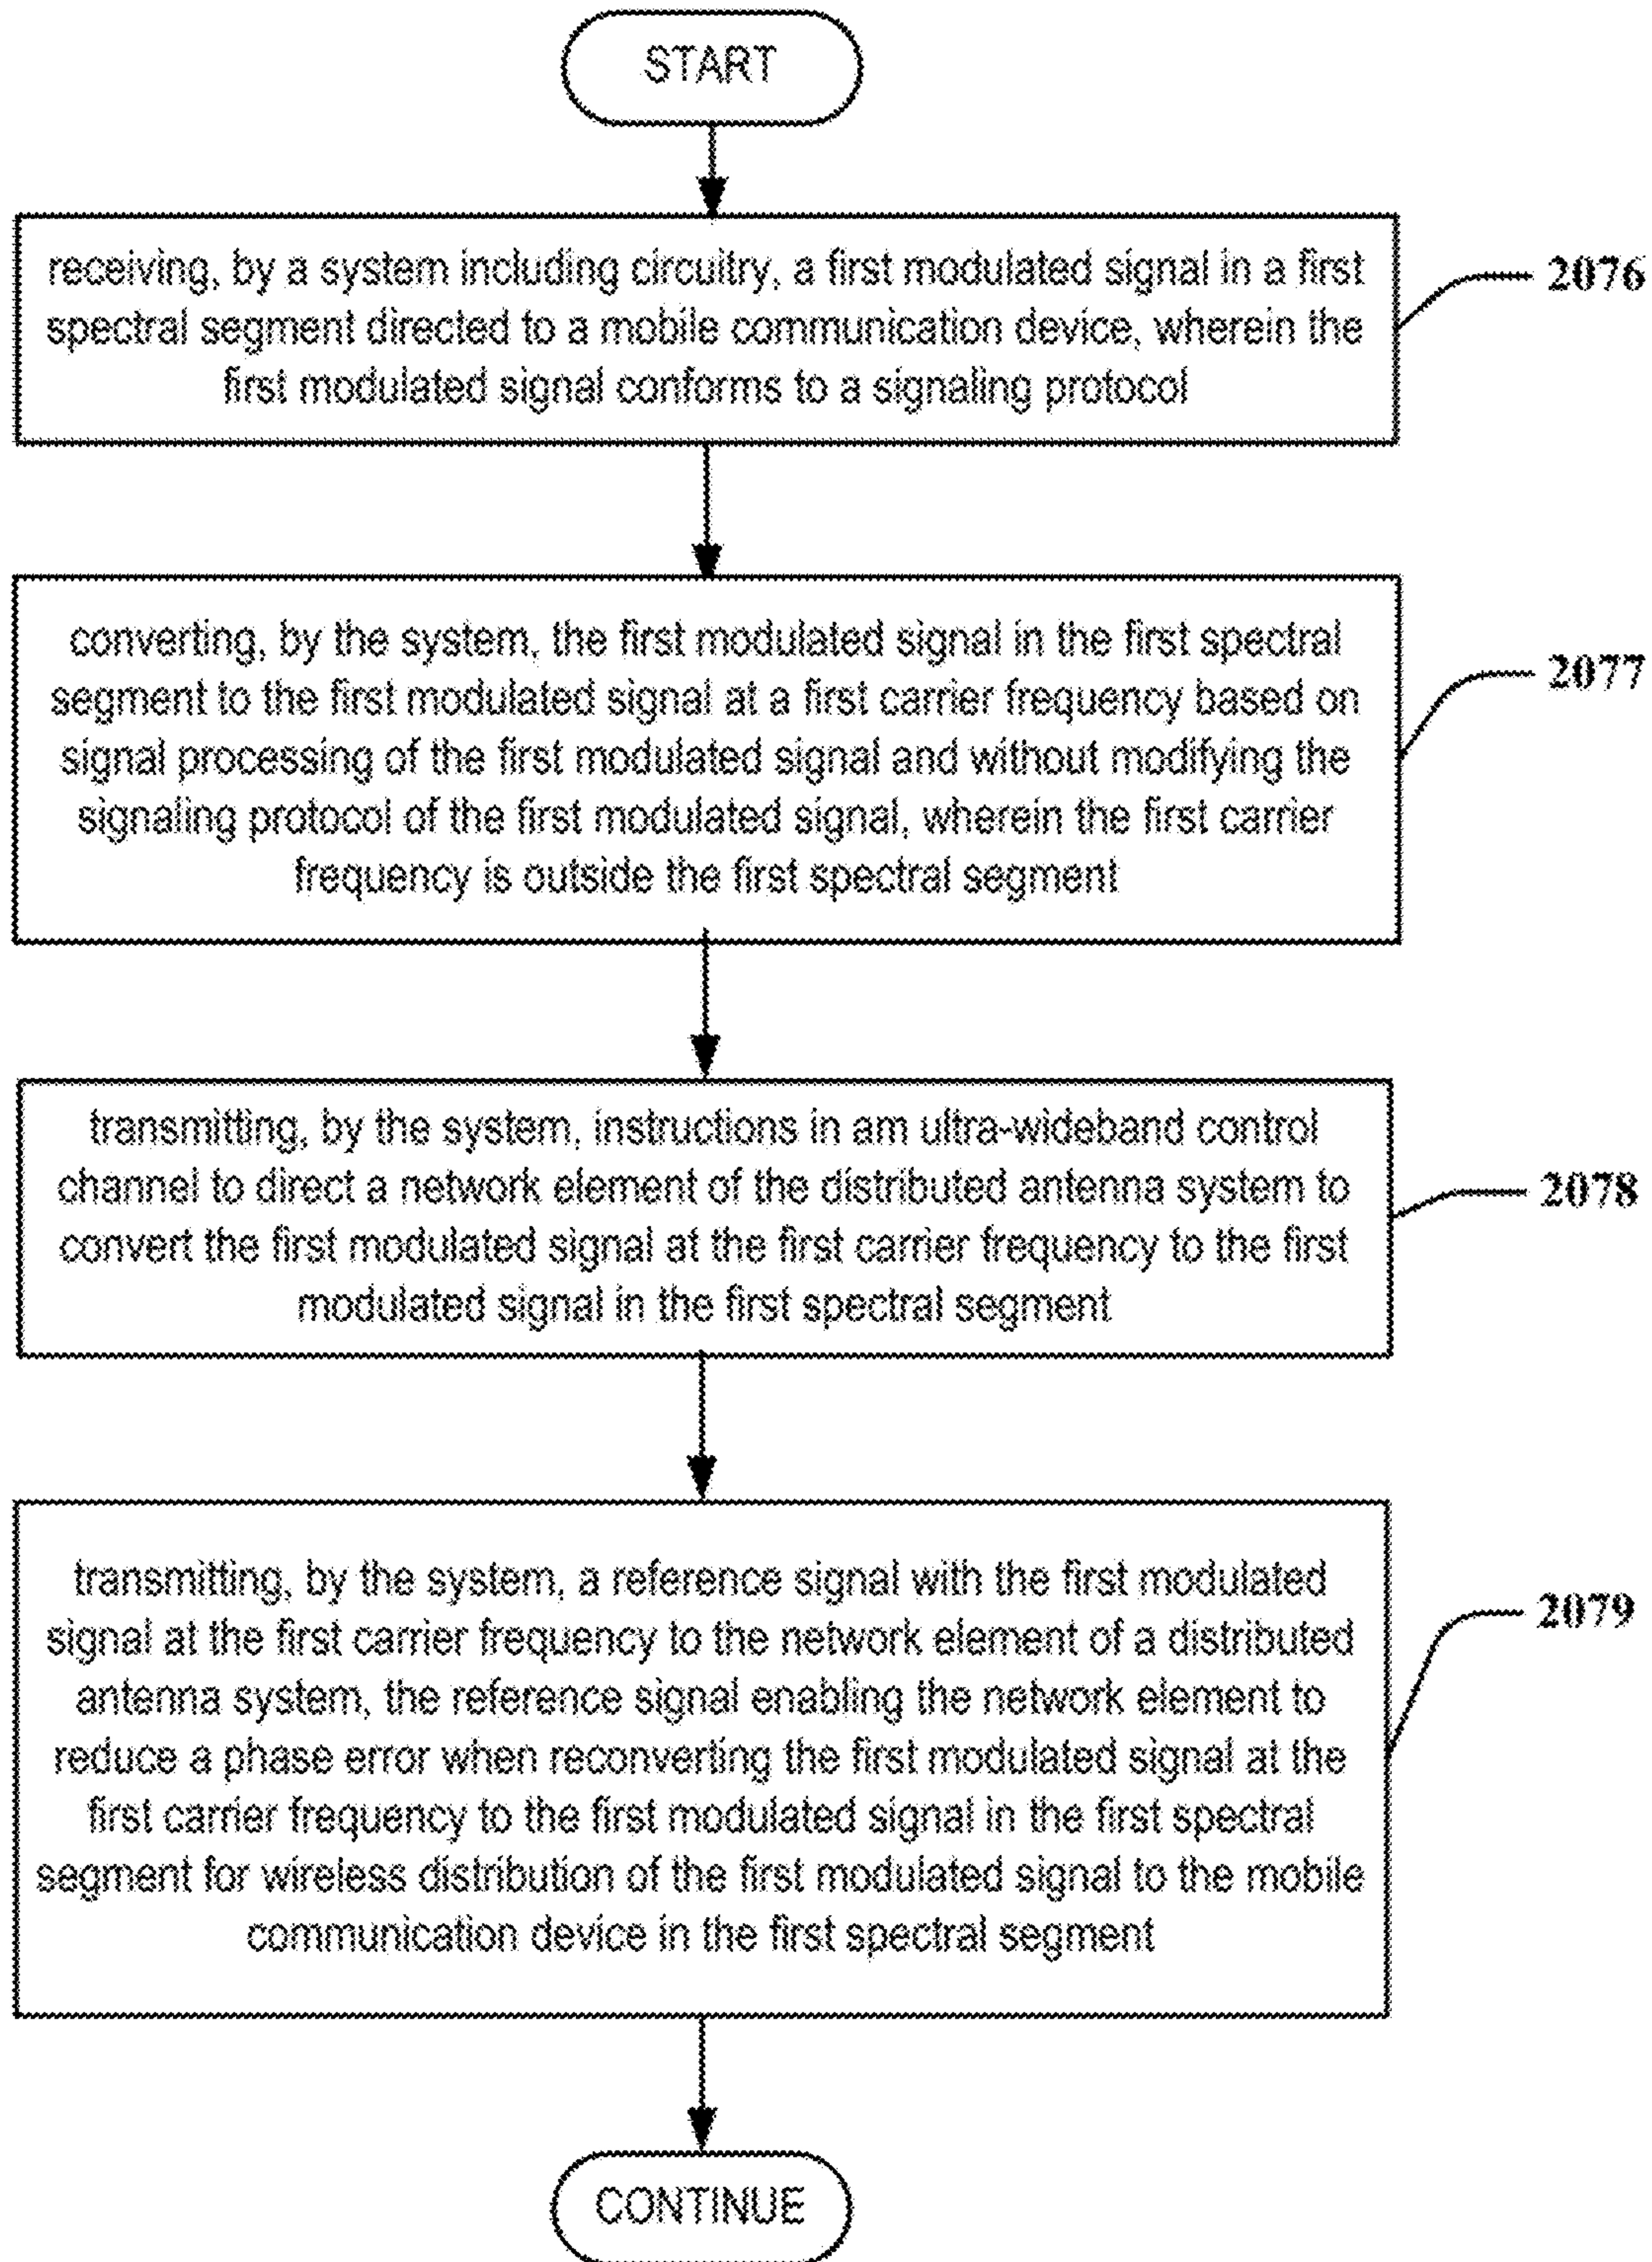 START
receiving, by a system including circuitry, a first modulated signal in a first
spectral segment directed to a mobile communication device, wherein the
first modulated signal conforms to a signaling protocol
2076
converting, by the system, the first modulated signal in the first spectral
segment to the first modulated signal at a first carrier frequency based on
signal processing of the first modulated signal and without modifying the
signaling protocol of the first modulated signal, wherein the first carrier
frequency is outside the first spectral segment
2077
transmitting, by the system, instructions in am ultra-wideband control
channel to direct a network element of the distributed antenna system to
convert the first modulated signal at the first carrier frequency to the first
modulated signal in the first spectral segment
2078
transmitting, by the system, a reference signal with the first modulated
signal at the first carrier frequency to the network element of a distributed
antenna system, the reference signal enabling the network element to
reduce a phase error when reconverting the first modulated signal at the
first carrier frequency to the first modulated signal in the first spectral
segment for wireless distribution of the first modulated signal to the mobile
communication device in the first spectral segment
2079
CONTINUE